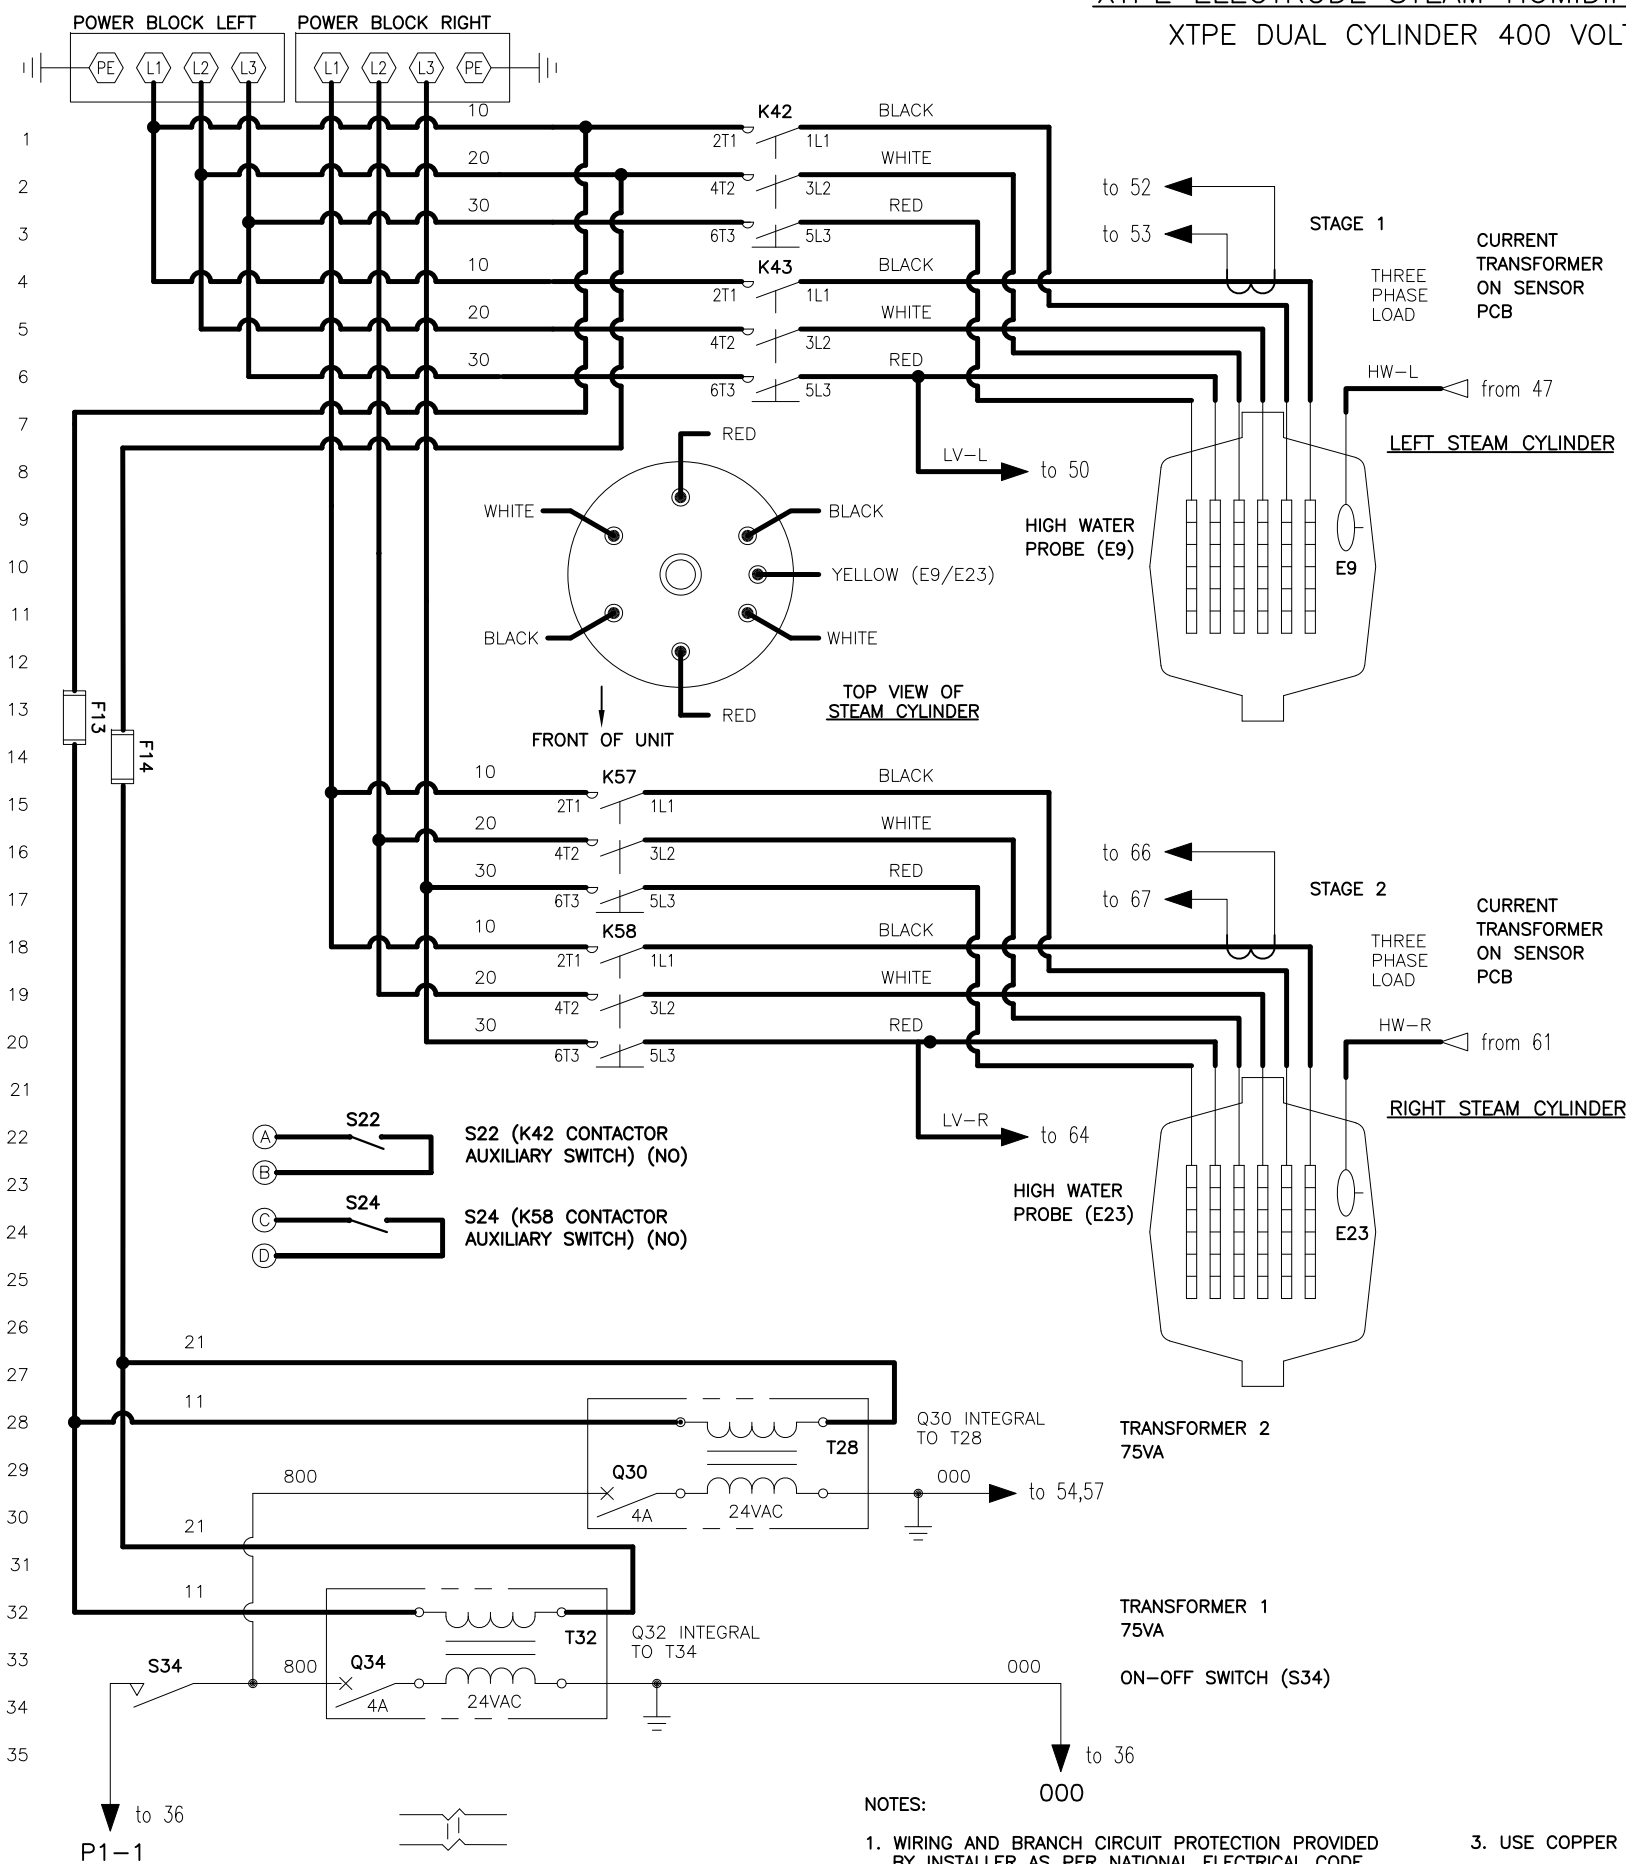 XTPE DUAL CYLINDER 400
POWER BLOCK LEFT
POWER BLOCK RIGHT
PE L1 L2 L3
L1 L2 L3 PE
1
10
K42
2T1
1L1
BLACK
2
20
4T2
3L2
WHITE
to 52
3
30
6T3
5L3
RED
to 53
STAGE 1
4
10
K43
2T1
1L1
BLACK
THREE
PHASE
LOAD
CURRENT
TRANSFORMER
ON SENSOR
PCB
5
20
4T2
3L2
WHITE
6
30
6T3
5L3
RED
HW-L
from 47
7
LEFT STEAM CYLINDER
8
LV-L
to 50
RED
9
WHITE
BLACK
HIGH WATER
PROBE (E9)
10
YELLOW (E9/E23)
E9
11
BLACK
WHITE
12
13
F13
RED
TOP VIEW OF
STEAM CYLINDER
14
F14
FRONT OF UNIT
15
10
K57
2T1
1L1
BLACK
16
20
4T2
3L2
WHITE
to 66
17
30
6T3
5L3
RED
to 67
STAGE 2
18
10
K58
2T1
1L1
BLACK
THREE
PHASE
LOAD
CURRENT
TRANSFORMER
ON SENSOR
PCB
19
20
4T2
3L2
WHITE
20
30
6T3
5L3
RED
HW-R
from 61
21
RIGHT STEAM CYLINDER
22
A
S22
B
S22 (K42 CONTACTOR
AUXILIARY SWITCH) (NO)
LV-R
to 64
23
HIGH WATER
PROBE (E23)
24
C
S24
D
S24 (K58 CONTACTOR
AUXILIARY SWITCH) (NO)
E23
25
26
27
21
28
11
T28
Q30 INTEGRAL
TO T28
TRANSFORMER 2
75VA
29
800
Q30
4A
24VAC
000
to 54,57
30
31
21
32
11
T32
Q32 INTEGRAL
TO T34
TRANSFORMER 1
75VA
33
S34
800
Q34
4A
24VAC
000
ON-OFF SWITCH (S34)
34
35
to 36
000
to 36
P1-1
NOTES:
1. WIRING AND BRANCH CIRCUIT PROTECTION PROVIDED
BY INSTALLER AS PER NATIONAL ELECTRICAL CODE
3. USE COPPER